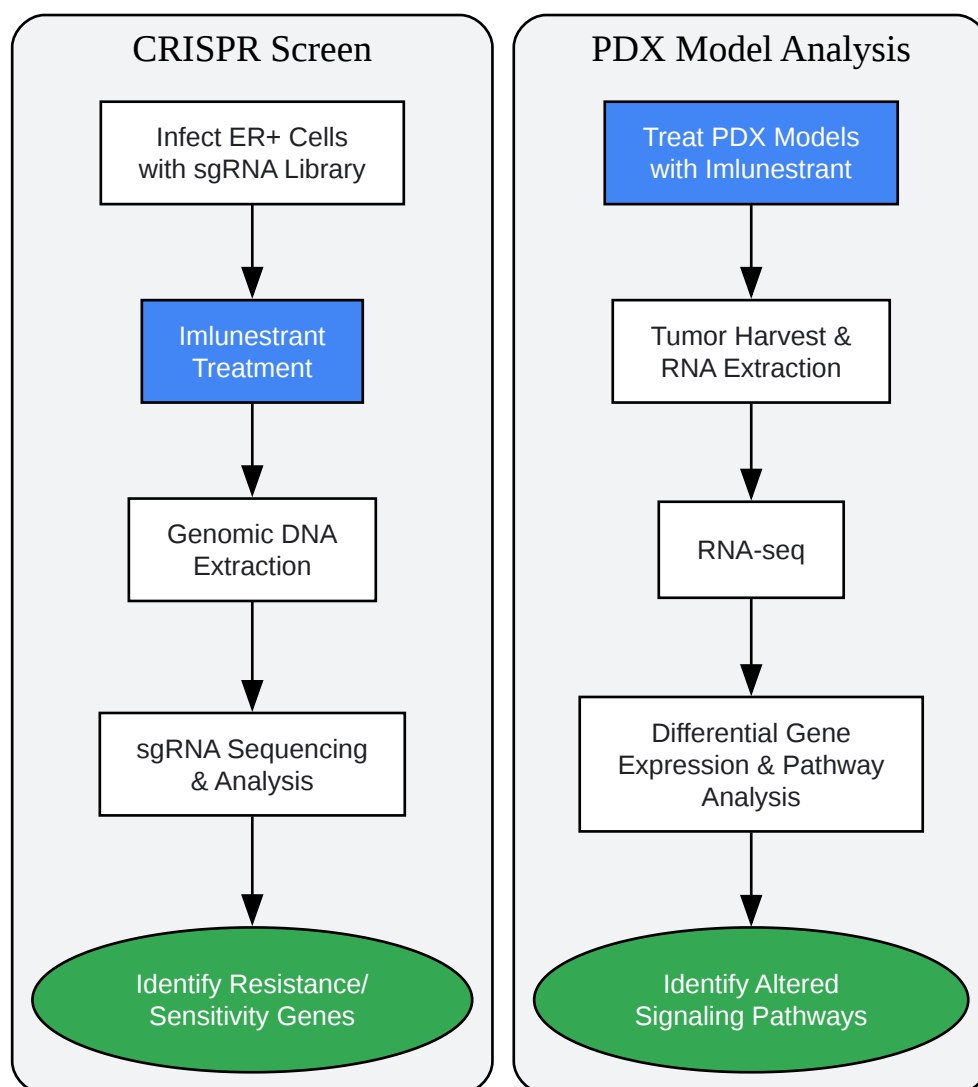 CRISPR Screen
Infect ER+ Cells
with sgRNA Library
Imlunestrant
Treatment
Genomic DNA
Extraction
sgRNA Sequencing
& Analysis
Identify Resistance/
Sensitivity Genes
PDX Model Analysis
Treat PDX Models
with Imlunestrant
Tumor Harvest &
RNA Extraction
RNA-seq
Differential Gene
Expression & Pathway
Analysis
Identify Altered
Signaling Pathways